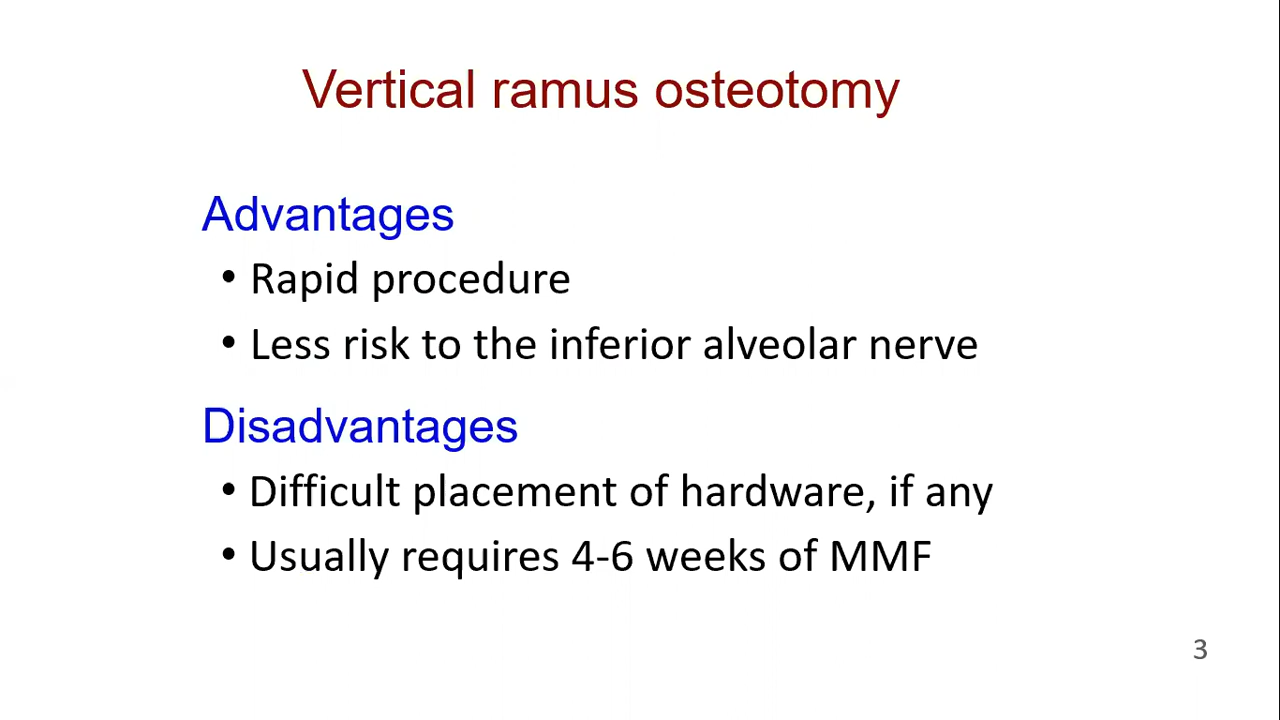 Vertical ramus osteotomy
Advantages
• Rapid procedure
• Less risk to the inferior alveolar nerve
Disadvantages
• Difficult placement of hardware, if any
• Usually requires 4-6 weeks of MMF
3